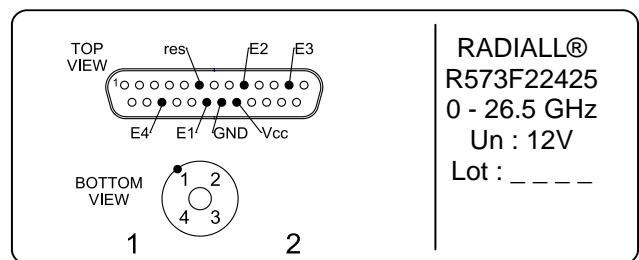 TOP VIEW
res E2 E3
1
E4 E1 GND Vcc
BOTTOM VIEW
1 2
4 3
1 2
RADIALL®
R573F22425
0 - 26.5 GHz
Un : 12V
Lot : _ _ _ _